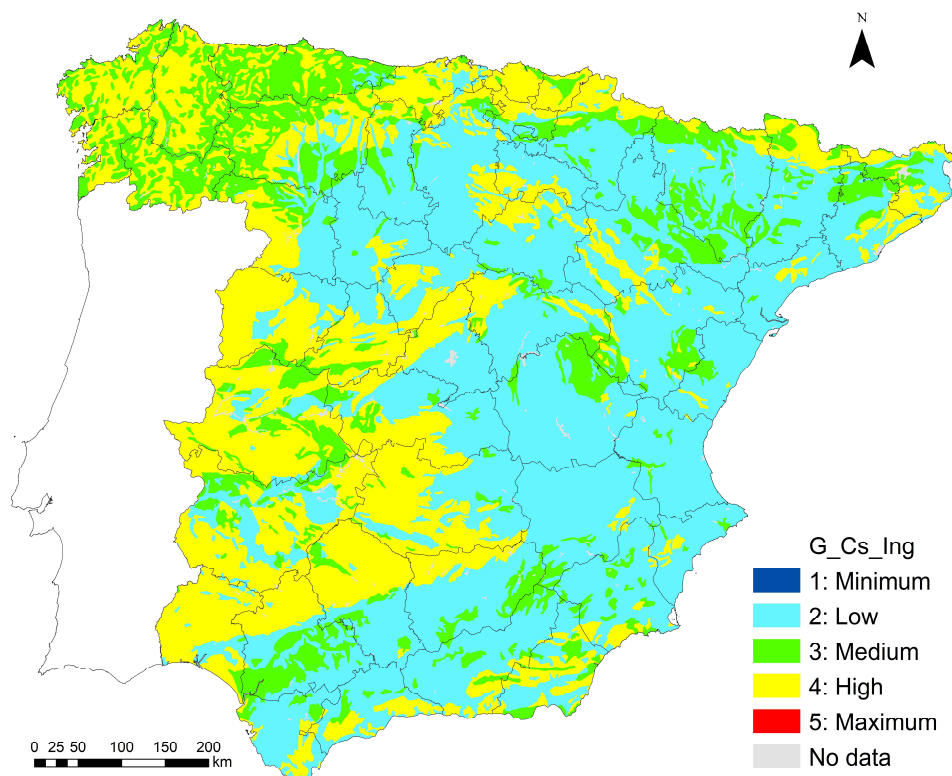 N
G_Cs_Ing
1: Minimum
2: Low
3: Medium
4: High
5: Maximum
No data
0 25 50 100 150 200
km